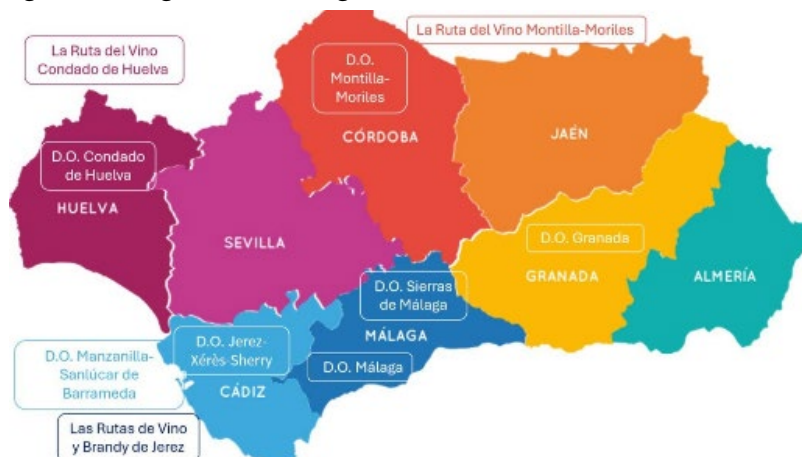 La Ruta del Vino Montilla-Moriles
La Ruta del Vino
Condado de Huelva
D.O.
Montilla-
Moriles
CÓRDOBA
JAÉN
D.O. Condado
de Huelva
HUELVA
SEVILLA
D.O. Granada
GRANADA
ALMERÍA
D.O. Sierras
de Málaga
MÁLAGA
D.O. Jerez-
Xérès-Sherry
D.O. Manzanilla-
Sanlúcar de
Barrameda
D.O. Málaga
CÁDIZ
Las Rutas de Vino
y Brandy de Jerez